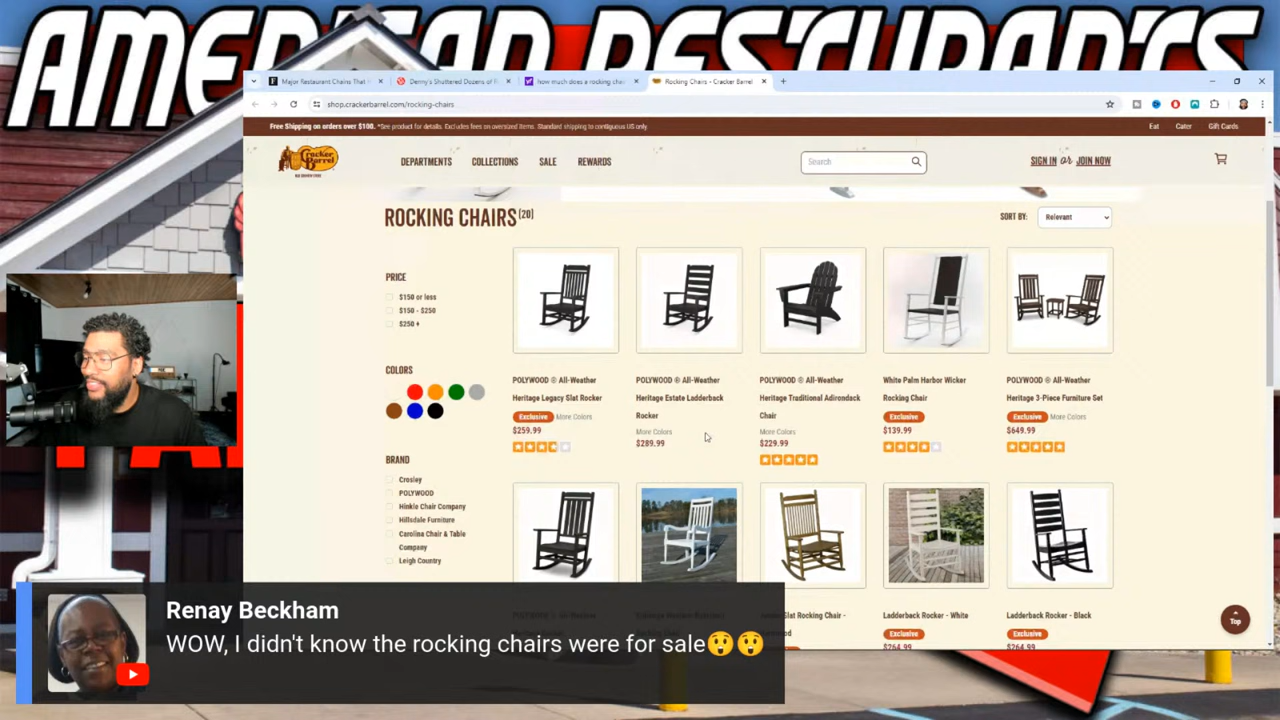 AMERICAN RESTURANTS
Major Restaurant Chains That
Denny's Shuttered Dozens of R
how much does a rocking cha
Rocking Chairs - Cracker Barrel
shop.crackerbarrel.com/rocking-chairs
Free Shipping on orders over $100. *See product for details. Excludes fees on oversized items. Standard shipping to contiguous US only.
Eat Cater Gift Cards
Cracker Barrel
DEPARTMENTS COLLECTIONS SALE REWARDS
Search
SIGN IN or JOIN NOW
ROCKING CHAIRS (20)
SORT BY: Relevant
PRICE
$150 or less
$150 - $250
$250 +
COLORS
BRAND
Crosley
POLYWOOD
Hinkle Chair Company
Hillsdale Furniture
Carolina Chair & Table
Company
Leigh Country
POLYWOOD ® All-Weather
Heritage Legacy Slat Rocker
Exclusive More Colors
$259.99
POLYWOOD ® All-Weather
Heritage Estate Ladderback
Rocker
More Colors
$289.99
POLYWOOD ® All-Weather
Heritage Traditional Adirondack
Chair
More Colors
$229.99
White Palm Harbor Wicker
Rocking Chair
Exclusive
$139.99
POLYWOOD ® All-Weather
Heritage 3-Piece Furniture Set
Exclusive More Colors
$649.99
Slat Rocking Chair -
Ladderback Rocker - White
Exclusive
$264.99
Ladderback Rocker - Black
Exclusive
$264.99
Top
Renay Beckham
WOW, I didn't know the rocking chairs were for sale😲😲